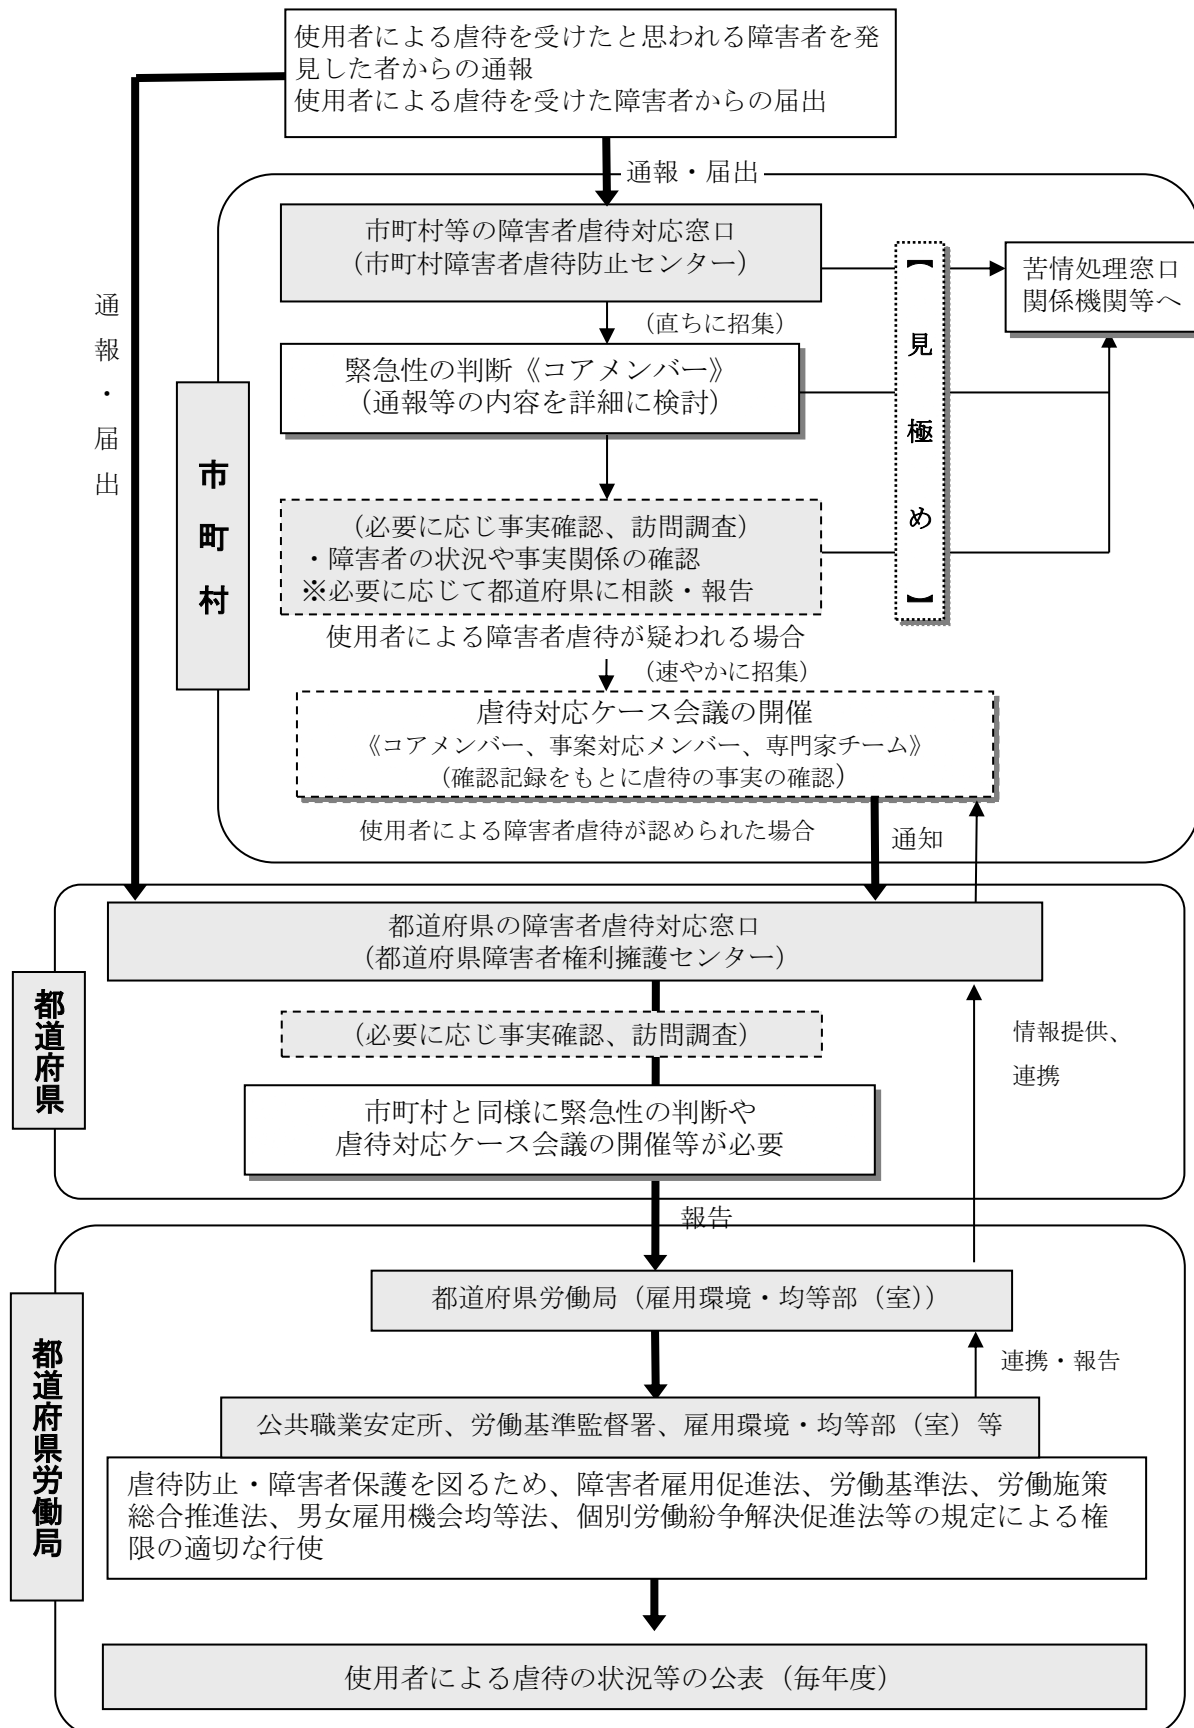 使用者による虐待を受けたと思われる障害者を発
見した者からの通報
使用者による虐待を受けた障害者からの届出
通報・届出
通報・届出
市町村等の障害者虐待対応窓口
（市町村障害者虐待防止センター）
（直ちに招集）
苦情処理窓口
関係機関等へ
【見極め】
緊急性の判断《コアメンバー》
（通報等の内容を詳細に検討）
市町村
（必要に応じ事実確認、訪問調査）
・障害者の状況や事実関係の確認
※必要に応じて都道府県に相談・報告
使用者による障害者虐待が疑われる場合
（速やかに招集）
虐待対応ケース会議の開催
《コアメンバー、事案対応メンバー、専門家チーム》
（確認記録をもとに虐待の事実の確認）
使用者による障害者虐待が認められた場合
通知
都道府県の障害者虐待対応窓口
（都道府県障害者権利擁護センター）
都道府県
（必要に応じ事実確認、訪問調査）
情報提供、
連携
市町村と同様に緊急性の判断や
虐待対応ケース会議の開催等が必要
報告
都道府県労働局（雇用環境・均等部（室））
連携・報告
都道府県労働局
公共職業安定所、労働基準監督署、雇用環境・均等部（室）等
虐待防止・障害者保護を図るため、障害者雇用促進法、労働基準法、労働施策
総合推進法、男女雇用機会均等法、個別労働紛争解決促進法等の規定による権
限の適切な行使
使用者による虐待の状況等の公表（毎年度）